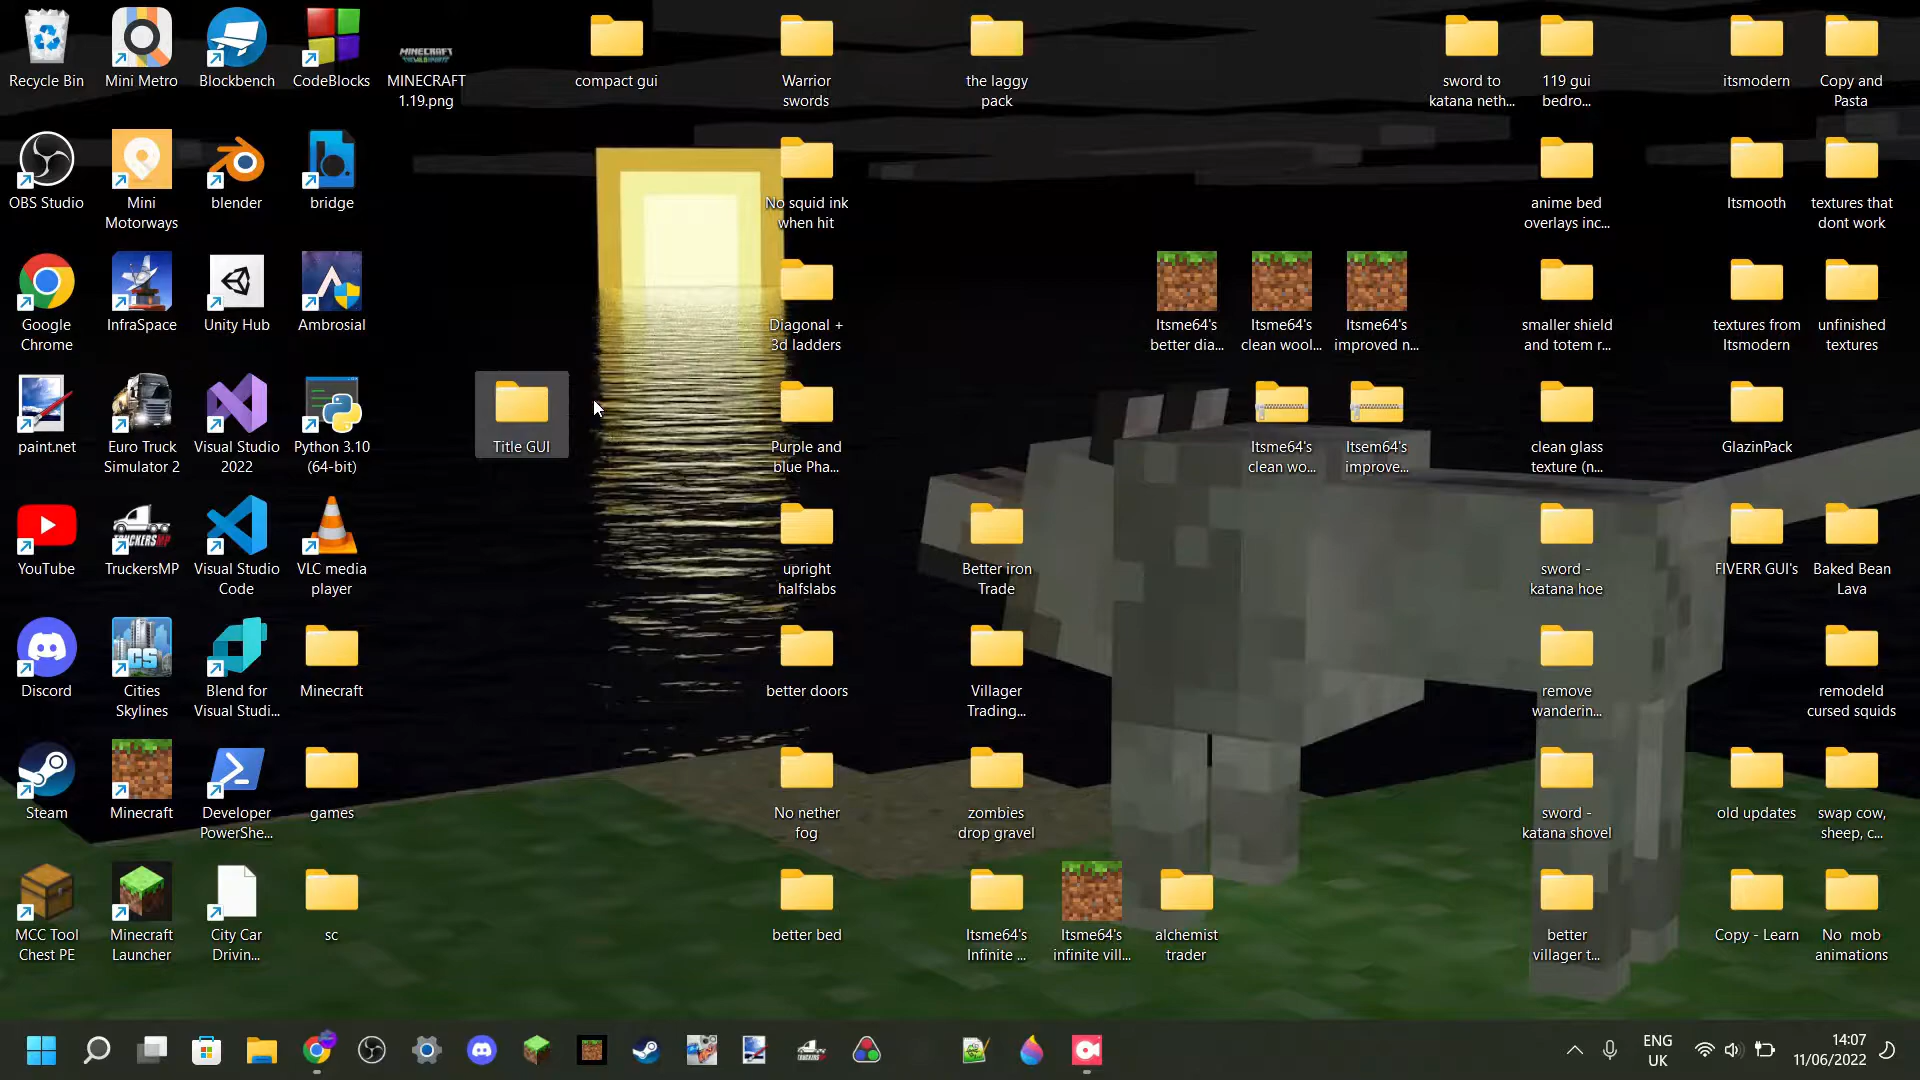 Recycle Bin
Mini Metro
Blockbench
CodeBlocks
MINECRAFT
MINECRAFT
1.19.png
compact gui
Warrior
swords
the laggy
pack
sword to
katana neth...
119 gui
bedro...
itsmodern
Copy and
Pasta
OBS Studio
Mini
Motorways
blender
bridge
No squid ink
when hit
anime bed
overlays inc...
Itsmooth
textures that
dont work
Google
Chrome
InfraSpace
Unity Hub
Ambrosial
Diagonal +
3d ladders
Itsme64's
better dia...
Itsme64's
clean wool...
Itsme64's
improved n...
smaller shield
and totem r...
textures from
Itsmodern
unfinished
textures
paint.net
Euro Truck
Simulator 2
Visual Studio
2022
Python 3.10
(64-bit)
Title GUI
Purple and
blue Pha...
Itsme64's
clean wo...
Itsem64's
improve...
clean glass
texture (n...
GlazinPack
YouTube
TRUCKERSMP
TruckersMP
Visual Studio
Code
VLC media
player
upright
halfslabs
Better iron
Trade
sword -
katana hoe
FIVERR GUI's
Baked Bean
Lava
Discord
CS
Cities
Skylines
Blend for
Visual Studi...
Minecraft
better doors
Villager
Trading...
remove
wanderin...
remodeld
cursed squids
Steam
Minecraft
Developer
PowerShe...
games
No nether
fog
zombies
drop gravel
sword -
katana shovel
old updates
swap cow,
sheep, c...
MCC Tool
Chest PE
Minecraft
Launcher
City Car
Drivin...
sc
better bed
Itsme64's
Infinite ...
Itsme64's
infinite vill...
alchemist
trader
better
villager t...
Copy - Learn
No mob
animations
ENG
UK
14:07
11/06/2022